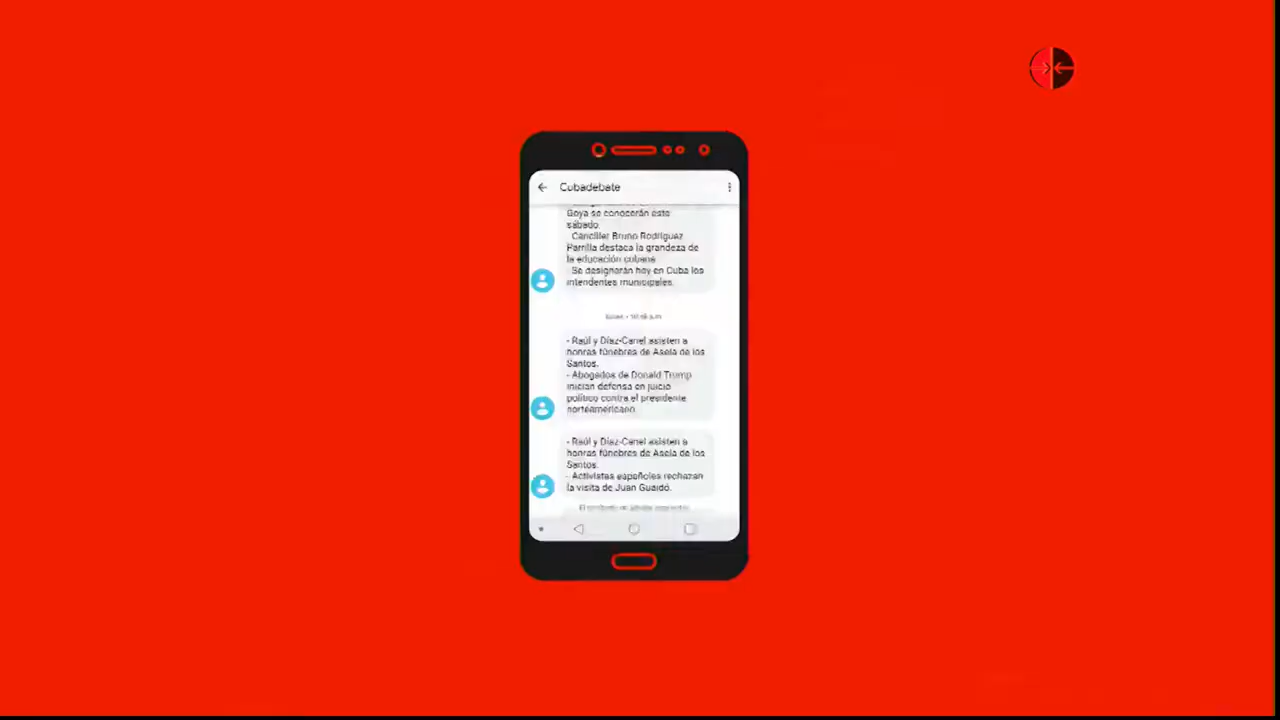 Cubadebate
Goya se conocerán este
sábado.
Canciller Bruno Rodríguez
Parrilla destaca la grandeza de
la educación cubana.
Se designarán hoy en Cuba los
intendentes municipales.
- Raúl y Díaz-Canel asisten a
honras fúnebres de Asela de los
Santos.
- Abogados de Donald Trump
inician defensa en juicio
político contra el presidente
norteamericano.
- Raúl y Díaz-Canel asisten a
honras fúnebres de Asela de los
Santos.
- Activistas españoles rechazan
la visita de Juan Guaidó.